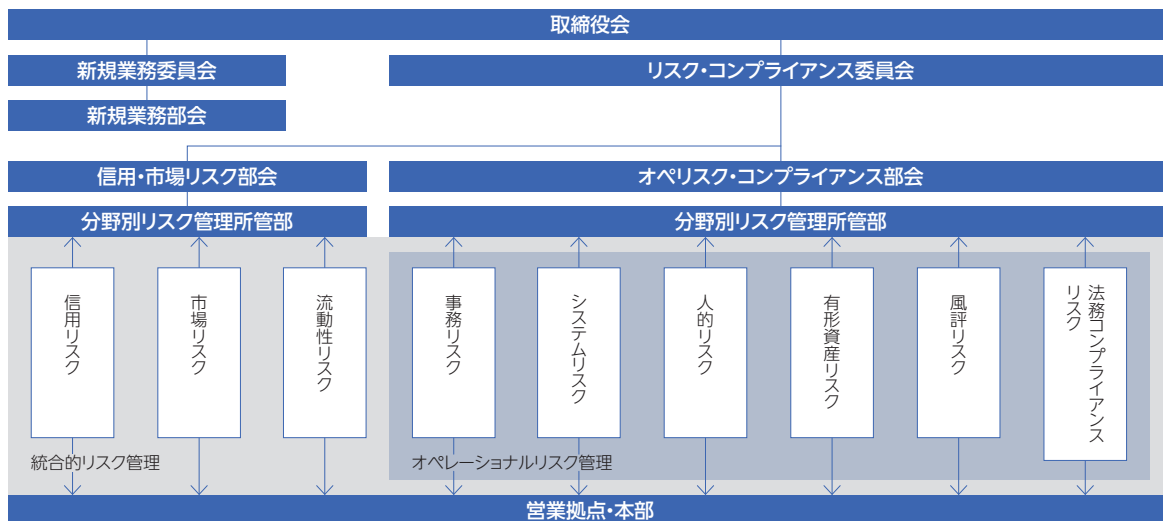 取締役会
新規業務委員会
リスク・コンプライアンス委員会
新規業務部会
信用・市場リスク部会
オペリスク・コンプライアンス部会
分野別リスク管理所管部
分野別リスク管理所管部
信用リスク
市場リスク
流動性リスク
事務リスク
システムリスク
人的リスク
有形資産リスク
風評リスク
法務コンプライアンス
リスク
統合的リスク管理
オペレーショナルリスク管理
営業拠点・本部